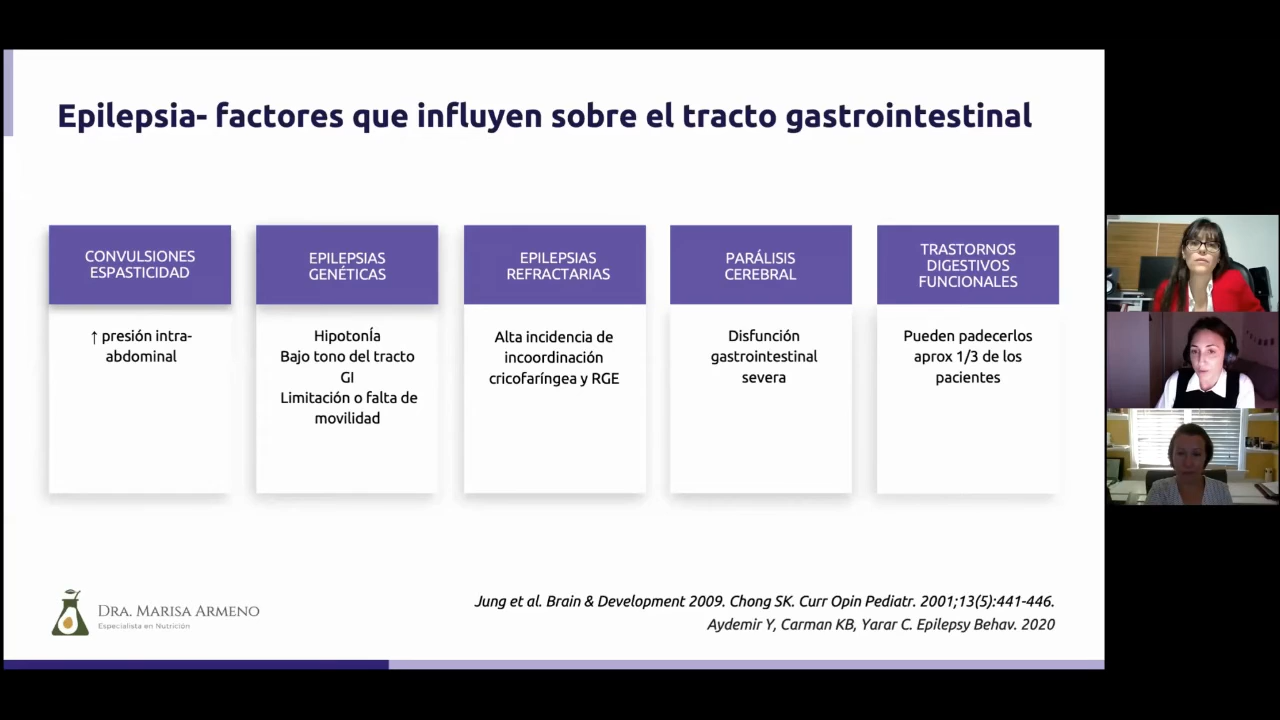 Epilepsia- factores que influyen sobre el tracto gastrointestinal
CONVULSIONES
ESPASTICIDAD
↑ presión intra-
abdominal
EPILEPSIAS
GENÉTICAS
Hipotonía
Bajo tono del tracto
GI
Limitación o falta de
movilidad
EPILEPSIAS
REFRACTARIAS
Alta incidencia de
incoordinación
cricofaríngea y RGE
PARÁLISIS
CEREBRAL
Disfunción
gastrointestinal
severa
TRASTORNOS
DIGESTIVOS
FUNCIONALES
Pueden padecerlos
aprox 1/3 de los
pacientes
DRA. MARISA ARMENO
Especialista en Nutrición
Jung et al. Brain & Development 2009. Chong SK. Curr Opin Pediatr. 2001;13(5):441-446.
Aydemir Y, Carman KB, Yarar C. Epilepsy Behav. 2020